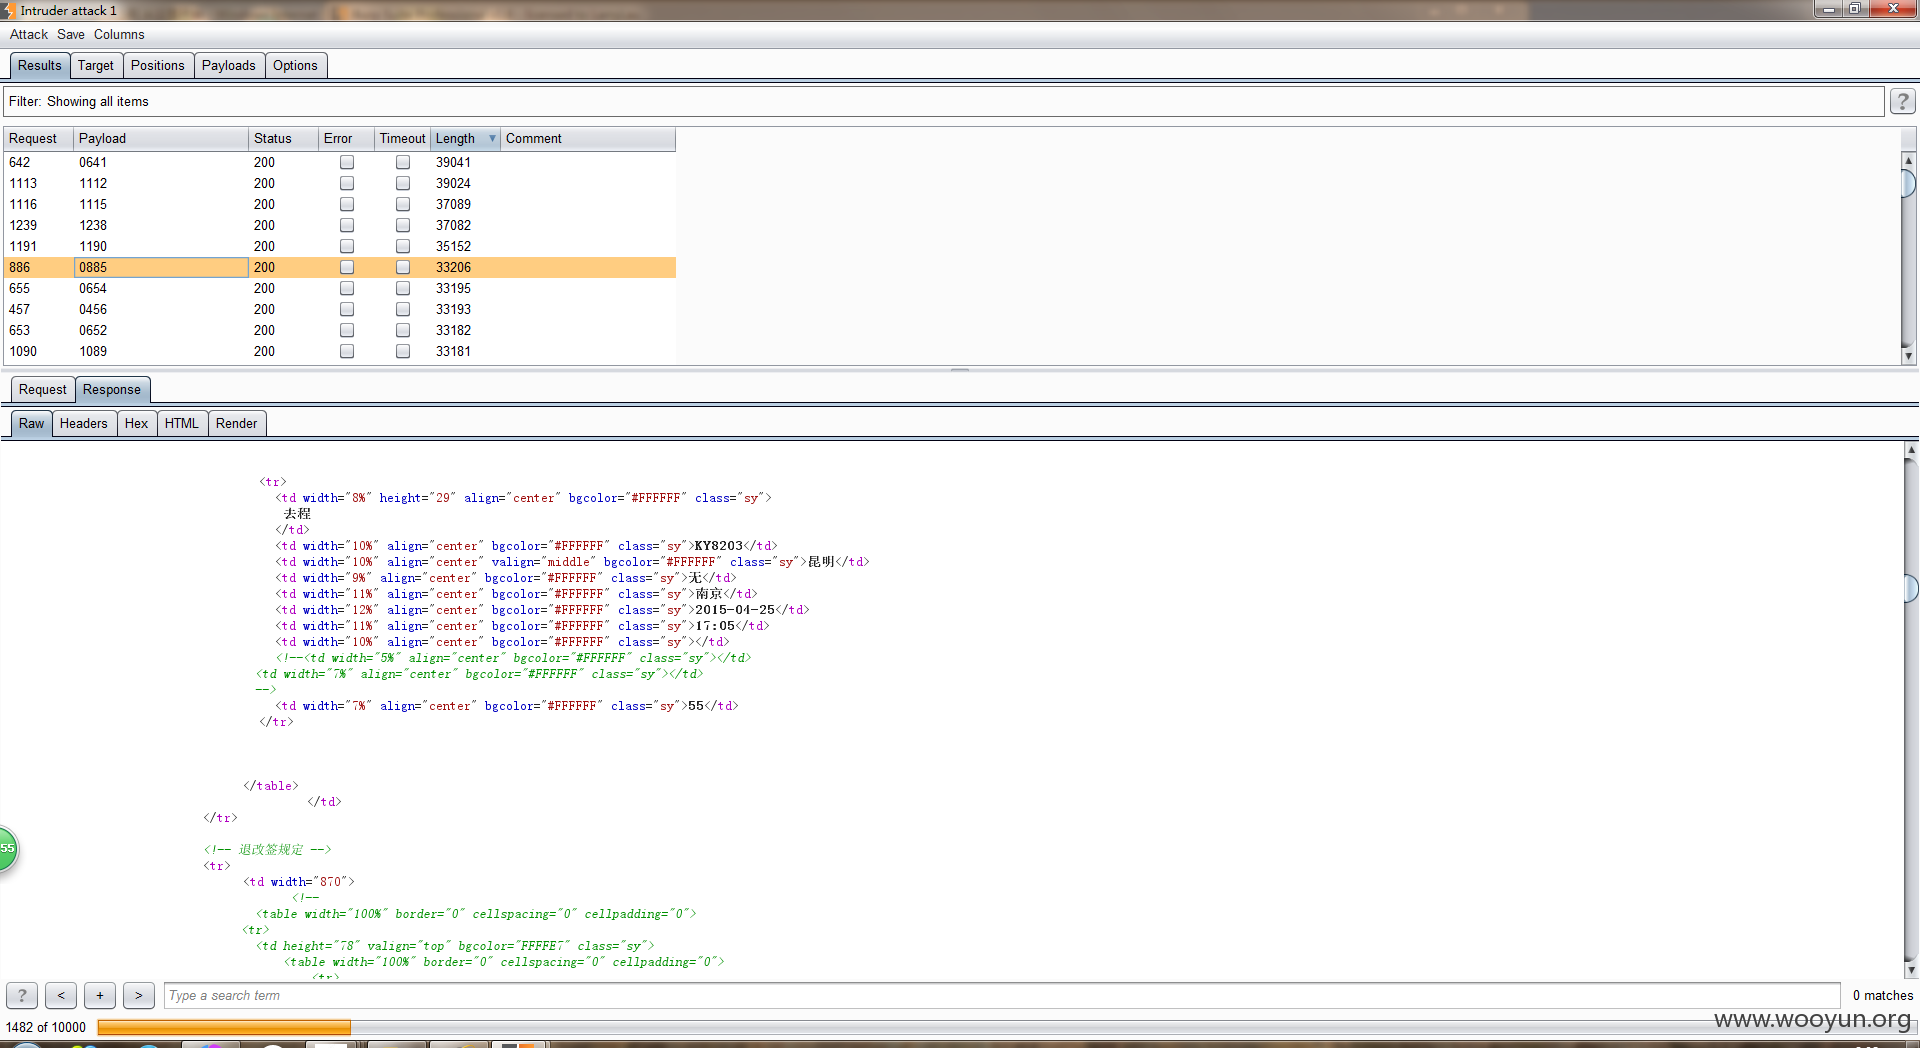 Intruder attack 1
Attack Save Columns
Results Target Positions Payloads Options
Filter: Showing all items
?
Request Payload Status Error Timeout Length Comment
642 0641 200 39041
1113 1112 200 39024
1116 1115 200 37089
1239 1238 200 37082
1191 1190 200 35152
886 0885 200 33206
655 0654 200 33195
457 0456 200 33193
653 0652 200 33182
1090 1089 200 33181
Request Response
Raw Headers Hex HTML Render
<tr>
<td width="8%" height="29" align="center" bgcolor="#FFFFFF" class="sy">
去程
</td>
<td width="10%" align="center" bgcolor="#FFFFFF" class="sy">KY8203</td>
<td width="10%" align="center" valign="middle" bgcolor="#FFFFFF" class="sy">昆明</td>
<td width="9%" align="center" bgcolor="#FFFFFF" class="sy">无</td>
<td width="11%" align="center" bgcolor="#FFFFFF" class="sy">南京</td>
<td width="12%" align="center" bgcolor="#FFFFFF" class="sy">2015-04-25</td>
<td width="11%" align="center" bgcolor="#FFFFFF" class="sy">17:05</td>
<td width="10%" align="center" bgcolor="#FFFFFF" class="sy"></td>
<!--<td width="5%" align="center" bgcolor="#FFFFFF" class="sy"></td>
<td width="7%" align="center" bgcolor="#FFFFFF" class="sy"></td>
-->
<td width="7%" align="center" bgcolor="#FFFFFF" class="sy">55</td>
</tr>
</table>
</td>
</tr>
55
<!-- 退改签规定 -->
<tr>
<td width="870">
<!--
<table width="100%" border="0" cellspacing="0" cellpadding="0">
<tr>
<td height="78" valign="top" bgcolor="FFFFE7" class="sy">
<table width="100%" border="0" cellspacing="0" cellpadding="0">
<tr>
? < + > Type a search term 0 matches
1482 of 10000
www.wooyun.org